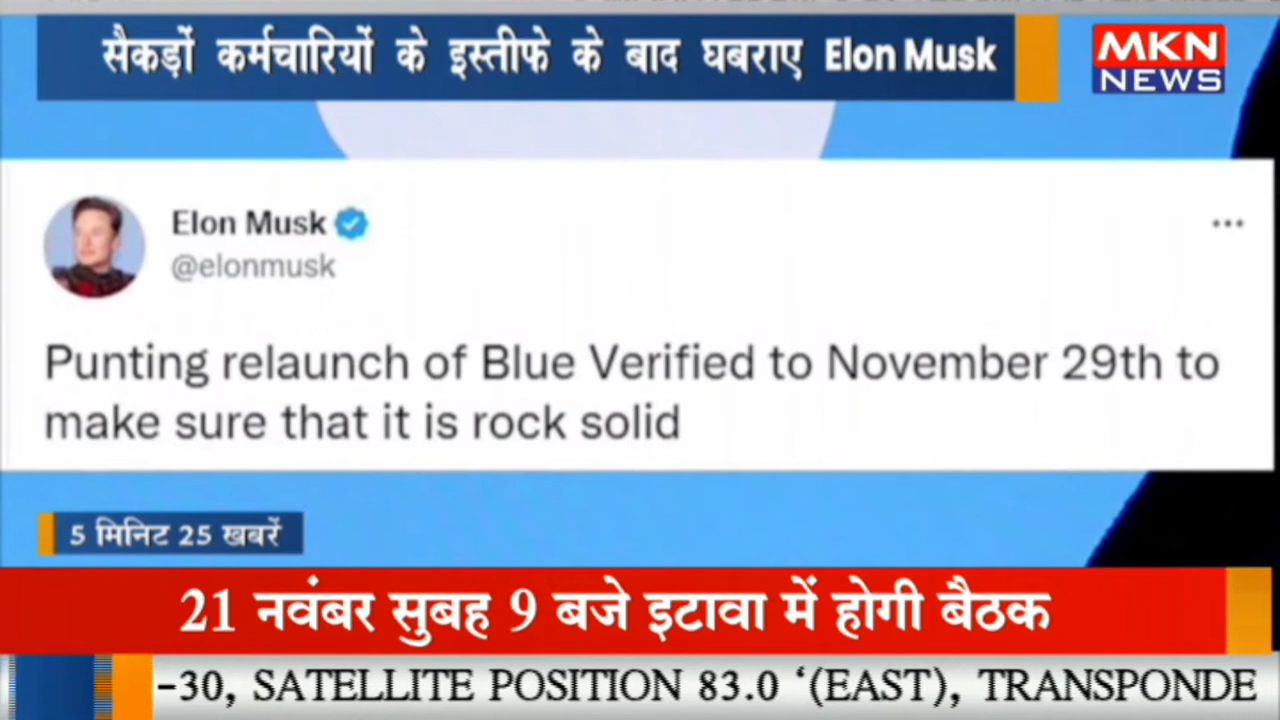 सैकड़ों कर्मचारियों के इस्तीफे के बाद घबराए Elon Musk
MKN
NEWS
Elon Musk
@elonmusk
Punting relaunch of Blue Verified to November 29th to
make sure that it is rock solid
5 मिनिट 25 खबरें
21 नवंबर सुबह 9 बजे इटावा में होगी बैठक
-30, SATELLITE POSITION 83.0 ‘(EAST), TRANSPONDE